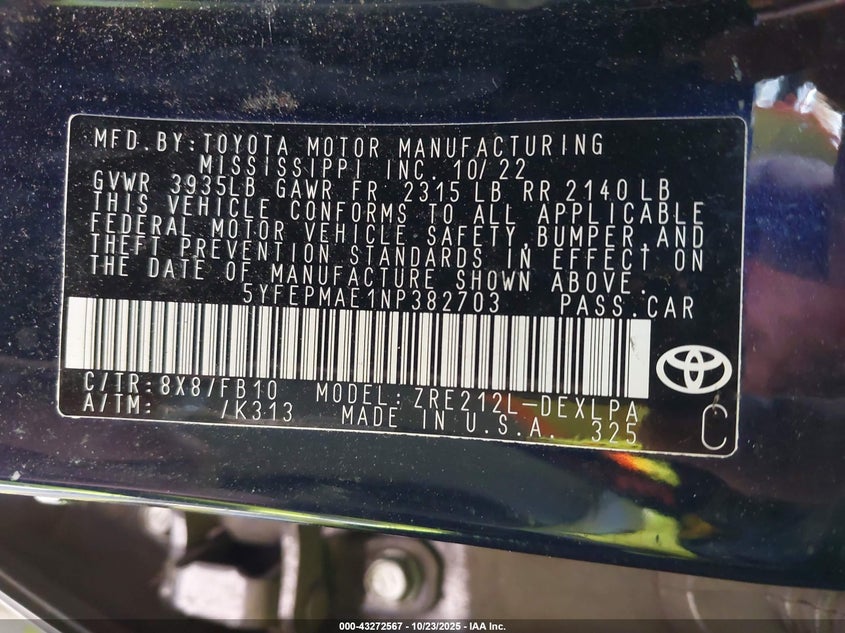 MFD.BY:TOYOTA MOTOR MANUFACTURING
MISSISSIPPI INC. 10/22
GVWR 3935LB GAWR FR 2315 LB RR 2140 LB
THIS VEHICLE CONFORMS TO ALL APPLICABLE
FEDERAL MOTOR VEHICLE SAFETY,BUMPER,AND
THEFT PREVENTION STANDARDS IN EFFECT ON
THE DATE OF MANUFACTURE SHOWN ABOVE.
5YFEPMAE1NP382703 PASS.CAR
C/TR:8X8/FB10 MODEL:ZRE212L-DEXLPA
A/TM: /K313 MADE IN U.S.A. 325 C
000-43272567 • 10/23/2025 • IAA Inc.